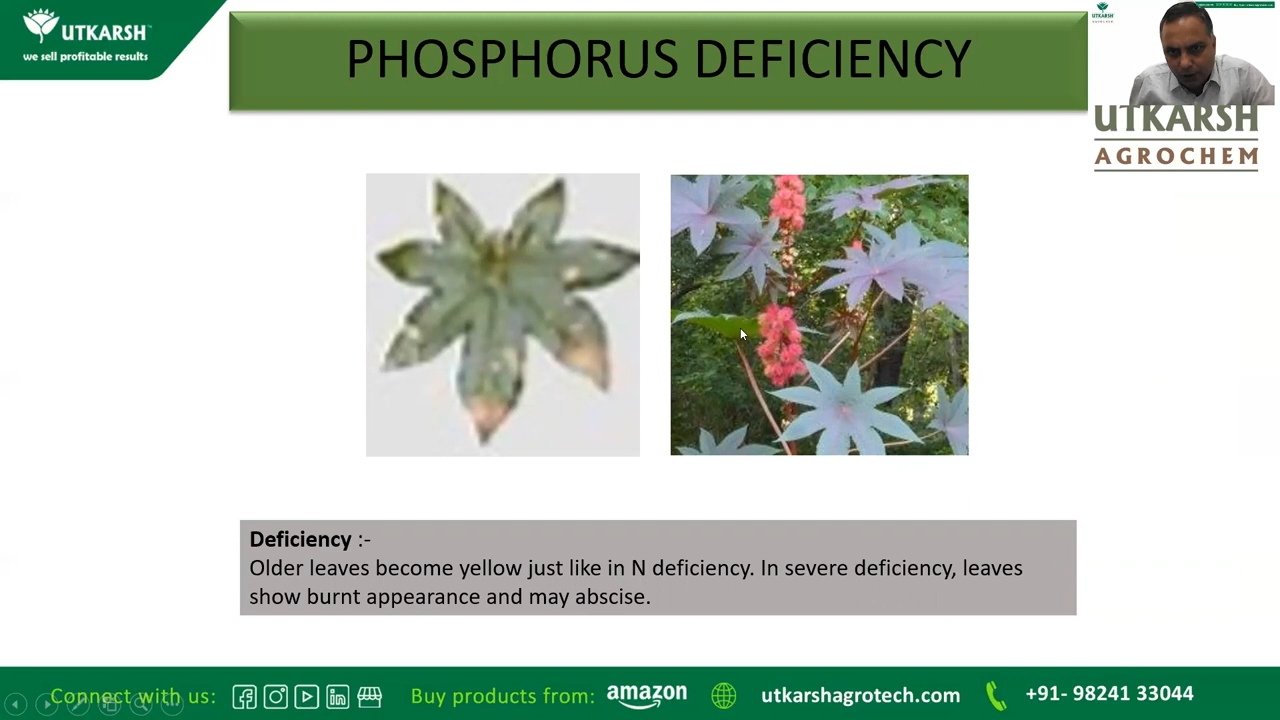 UTKARSH
we sell profitable results
PHOSPHORUS DEFICIENCY
UTKARSH
UTKARSH
AGROCHEM
Deficiency :-
Older leaves become yellow just like in N deficiency. In severe deficiency, leaves
show burnt appearance and may abscise.
Connect with us:
Buy products from: amazon
utkarshagrotech.com
+91- 98241 33044